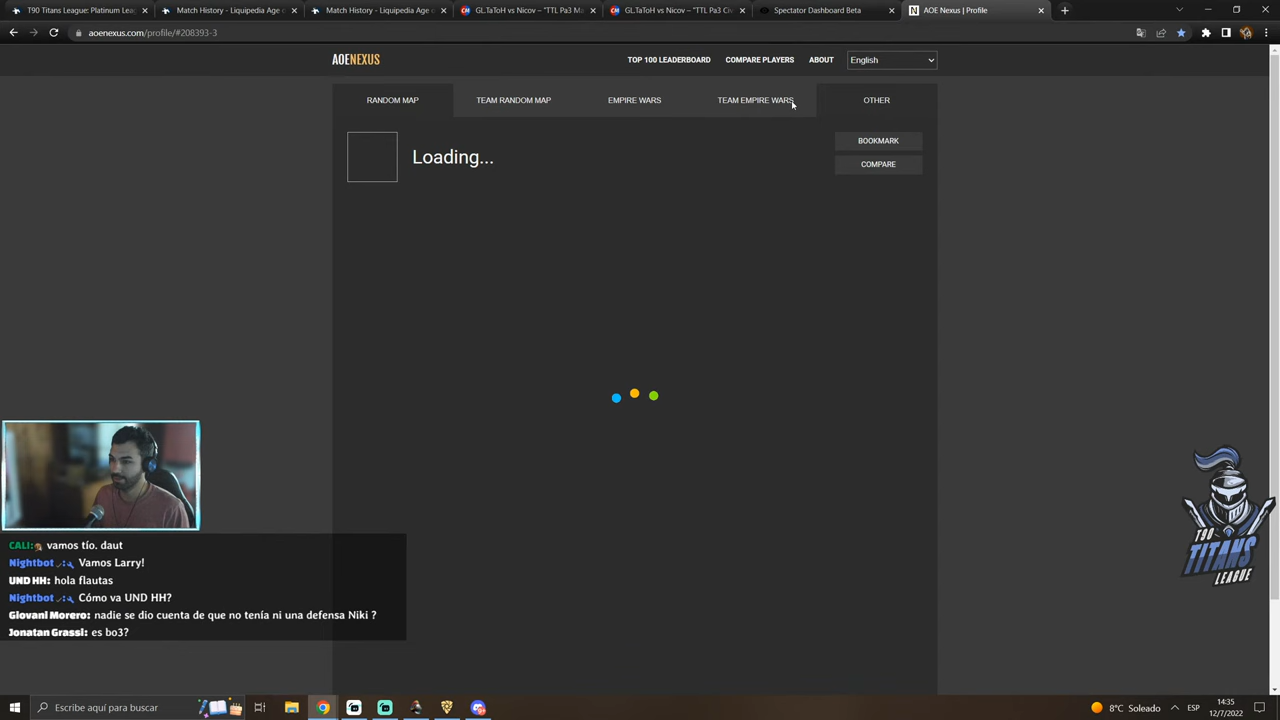 T90 Titans League: Platinum Lea
Match History - Liquipedia Age o
Match History - Liquipedia Age o
GL.TaToH vs Nicov – "TTL Pa3 Ma
GL.TaToH vs Nicov – "TTL Pa3 Civ
Spectator Dashboard Beta
AOE Nexus | Profile
aoenexus.com/profile/#208393-3
AOENEXUS
TOP 100 LEADERBOARD
COMPARE PLAYERS
ABOUT
English
RANDOM MAP
TEAM RANDOM MAP
EMPIRE WARS
TEAM EMPIRE WARS
OTHER
Loading...
BOOKMARK
COMPARE
CALI: vamos tío. daut
Nightbot : Vamos Larry!
UND HH: hola flautas
Nightbot : Cómo va UND HH?
Giovani Morero: nadie se dio cuenta de que no tenía ni una defensa Niki ?
Jonatan Grassi: es bo3?
T90
TITANS
LEAGUE
Escribe aquí para buscar
8°C Soleado
ESP
14:35
12/7/2022